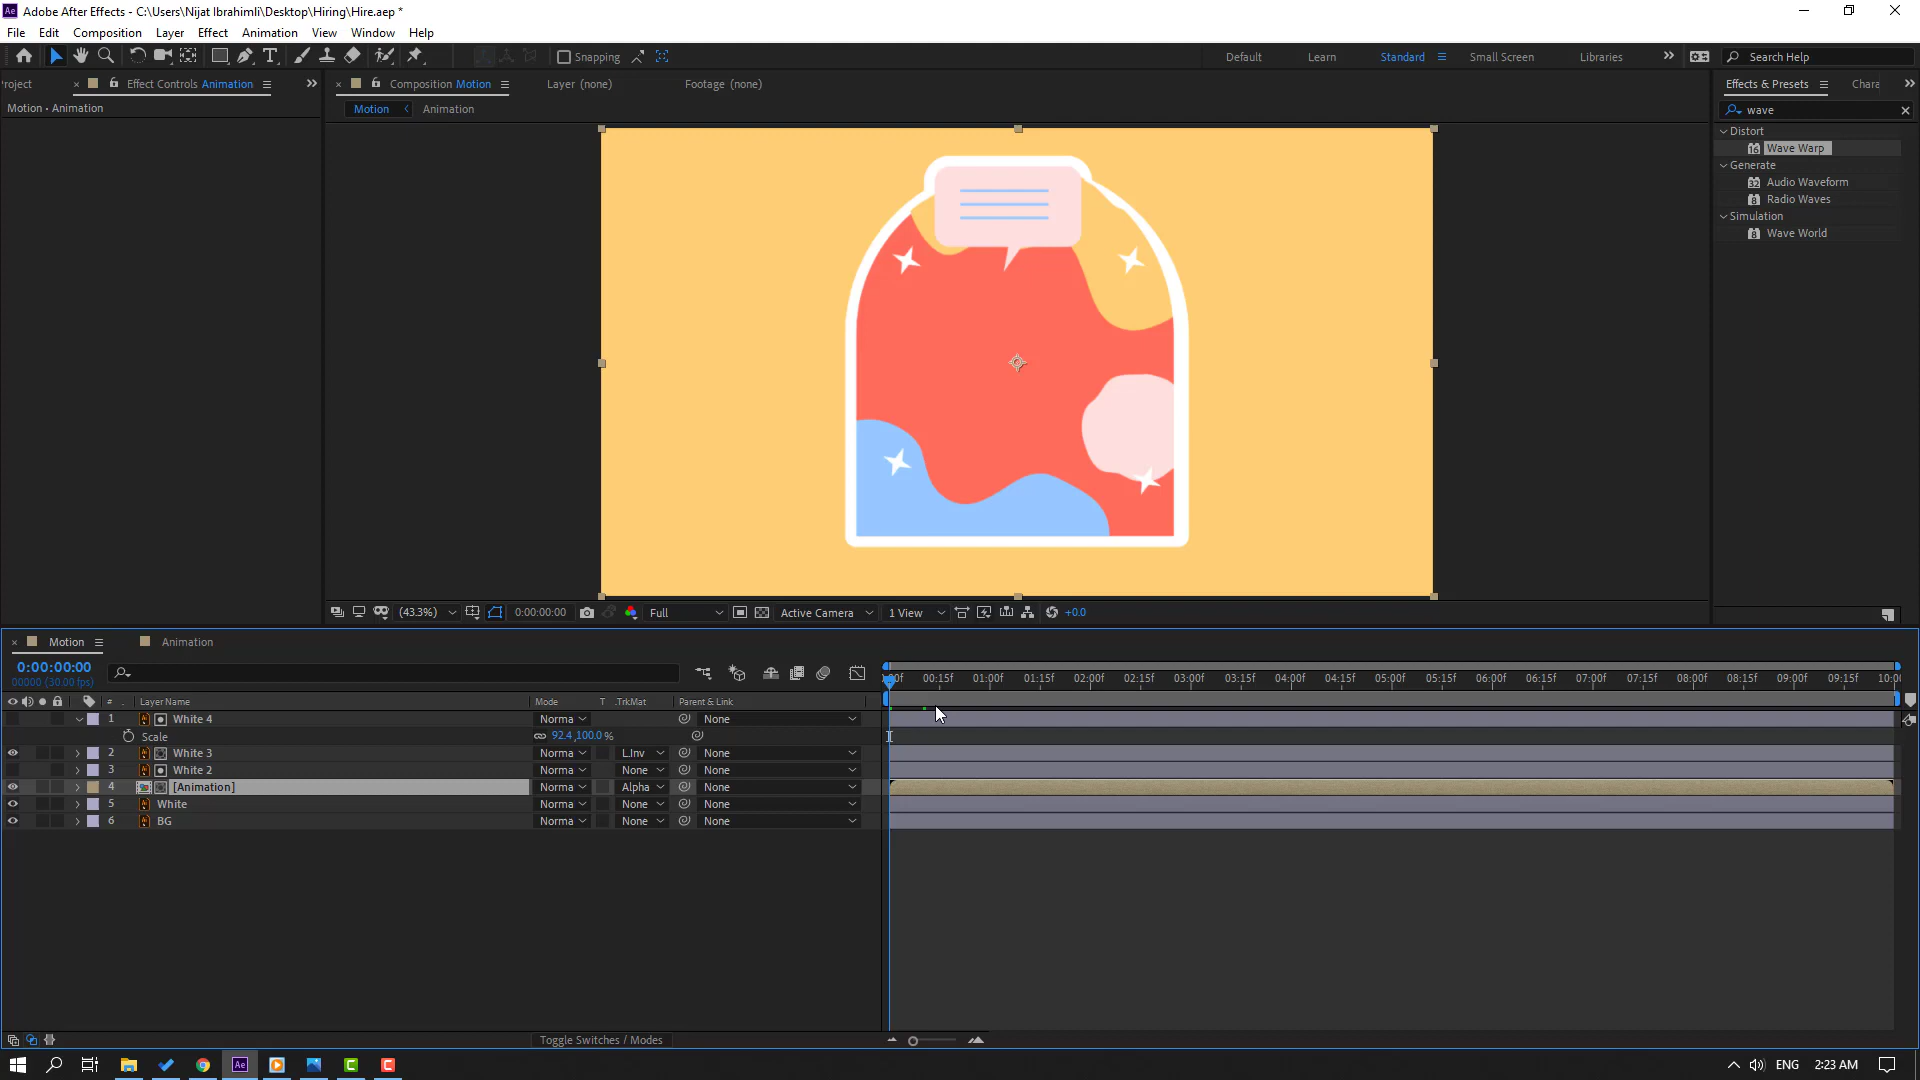 Adobe After Effects - C:\Users\Nijat Ibrahimli\Desktop\Hiring\Hire.aep *
File Edit Composition Layer Effect Animation View Window Help
Snapping
Default Learn Standard Small Screen Libraries
Search Help
roject Effect Controls Animation
Composition Motion
Layer (none)
Footage (none)
Effects & Presets Chara
Motion • Animation
Motion Animation
wave
Distort
Wave Warp
Generate
Audio Waveform
Radio Waves
Simulation
Wave World
(43.3%) 0:00:00:00 Full Active Camera 1 View +0.0
Motion Animation
0:00:00:00
00000 (30.00 fps)
:00f 00:15f 01:00f 01:15f 02:00f 02:15f 03:00f 03:15f 04:00f 04:15f 05:00f 05:15f 06:00f 06:15f 07:00f 07:15f 08:00f 08:15f 09:00f 09:15f 10:00
# Layer Name Mode T .TrkMat Parent & Link
1 White 4 Norma None
Scale 92.4,100.0%
2 White 3 Norma L.Inv None
3 White 2 Norma None None
4 [Animation] Norma Alpha None
5 White Norma None None
6 BG Norma None None
Toggle Switches / Modes
ENG 2:23 AM